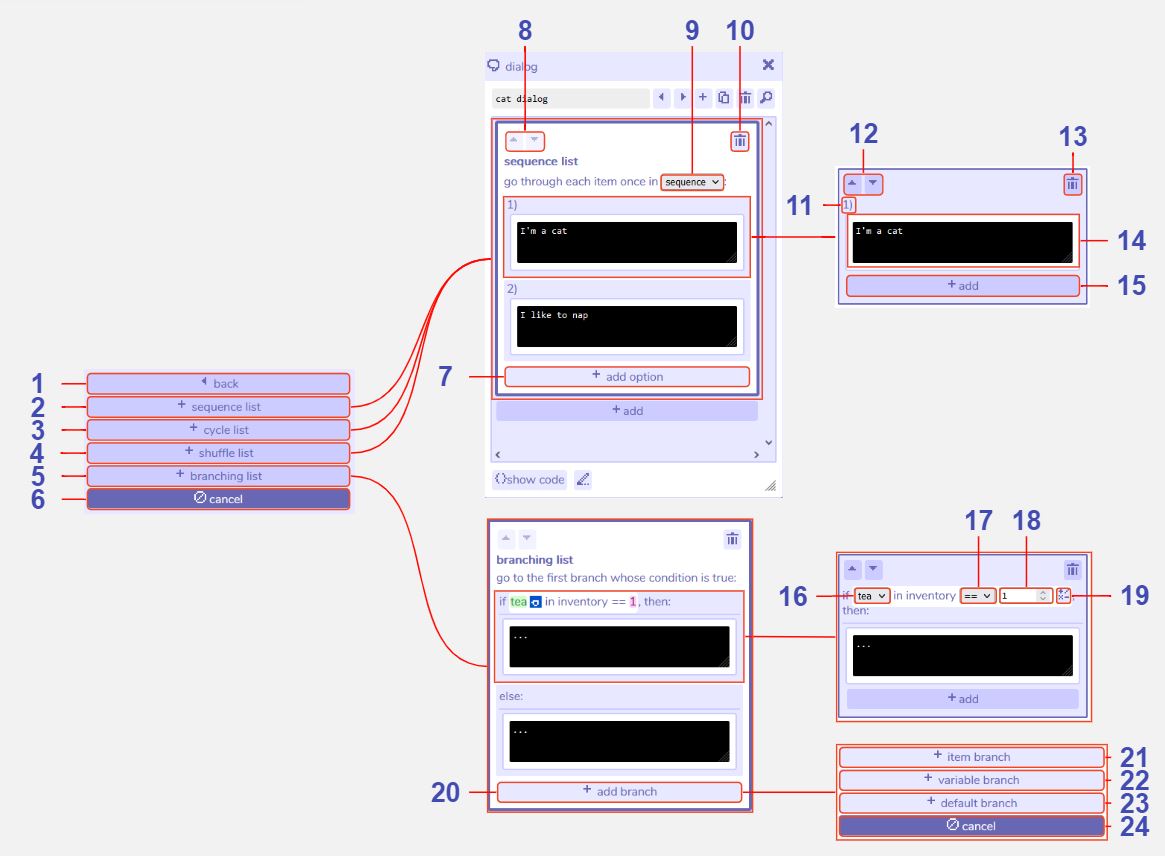 8
9
10
dialog
cat dialog
12
13
sequence list
go through each item once in sequence :
11
1)
I'm a cat
2)
I like to nap
1)
I'm a cat
14
+ add
15
7
+ add option
+ add
{}show code
1
back
2
+ sequence list
3
+ cycle list
4
+ shuffle list
5
+ branching list
6
cancel
branching list
go to the first branch whose condition is true:
if tea in inventory == 1, then:
...
else:
...
20
+ add branch
17
18
16
if tea in inventory == 1 ,
19
then:
...
+ add
+ item branch
21
+ variable branch
22
+ default branch
23
cancel
24